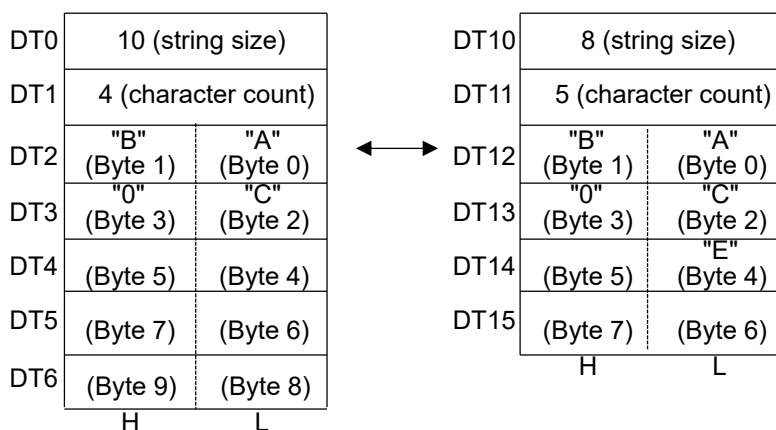 DT0 10 (string size) DT10 8 (string size)
DT1 4 (character count) DT11 5 (character count)
"B" "A" "B" "A"
DT2 (Byte 1) (Byte 0) DT12 (Byte 1) (Byte 0)
"0" "C" "0" "C"
DT3 (Byte 3) (Byte 2) DT13 (Byte 3) (Byte 2)
"E"
DT4 (Byte 5) (Byte 4) DT14 (Byte 5) (Byte 4)
DT5 (Byte 7) (Byte 6) DT15 (Byte 7) (Byte 6)
H L
DT6 (Byte 9) (Byte 8)
H L